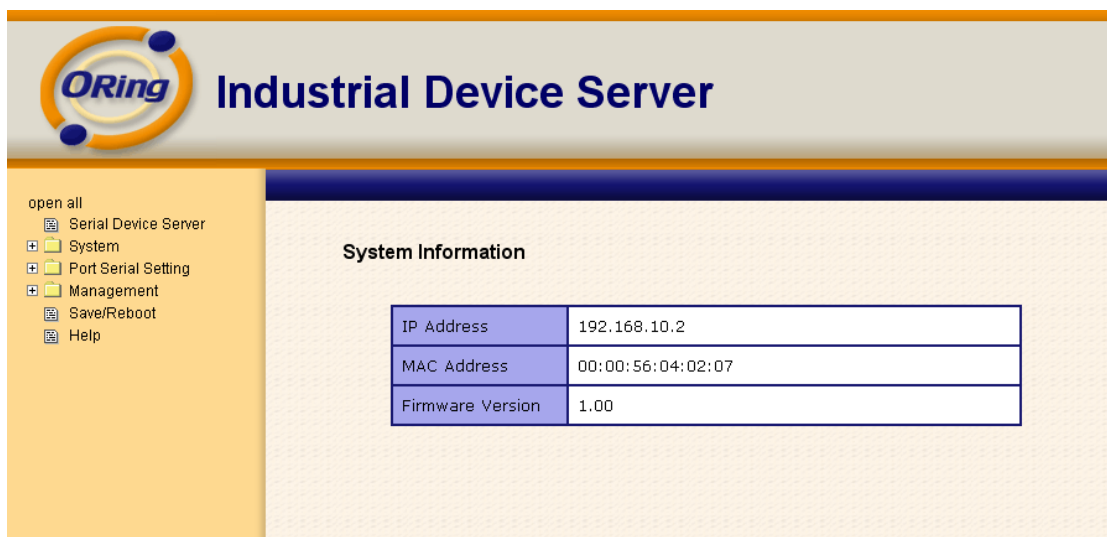 ORing
Industrial Device Server
open all
Serial Device Server
System
Port Serial Setting
Management
Save/Reboot
Help
System Information
IP Address 192.168.10.2
MAC Address 00:00:56:04:02:07
Firmware Version 1.00